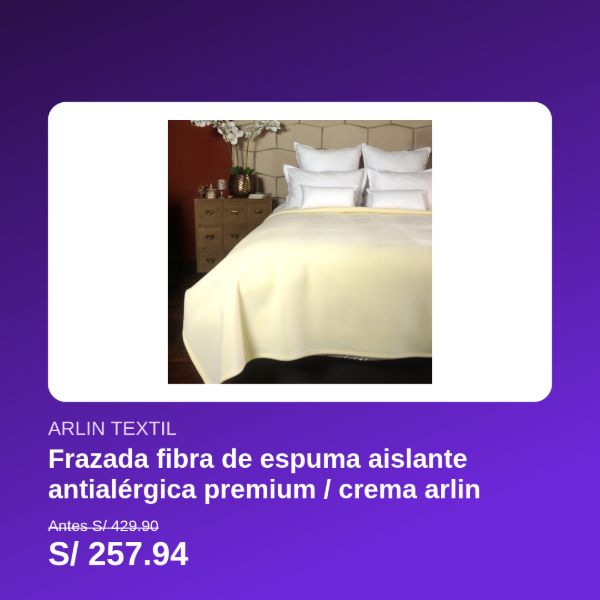 ARLIN TEXTIL
Frazada fibra de espuma aislante
antialérgica premium / crema arlin
Antes S/ 429.90
S/ 257.94